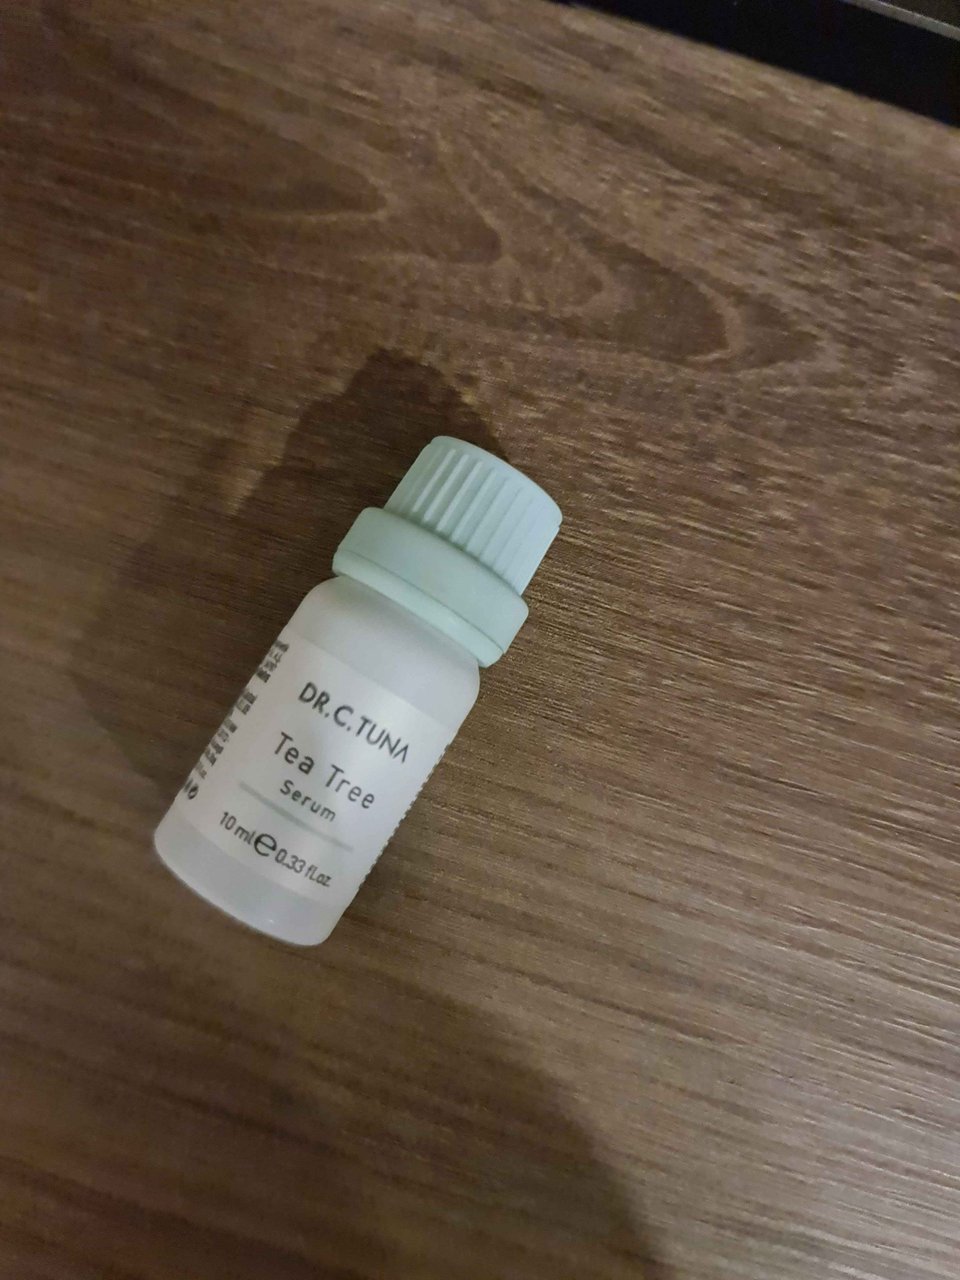 DR.C.TUNA
Tea Tree
Serum
10 ml e 0.33 fl.oz.